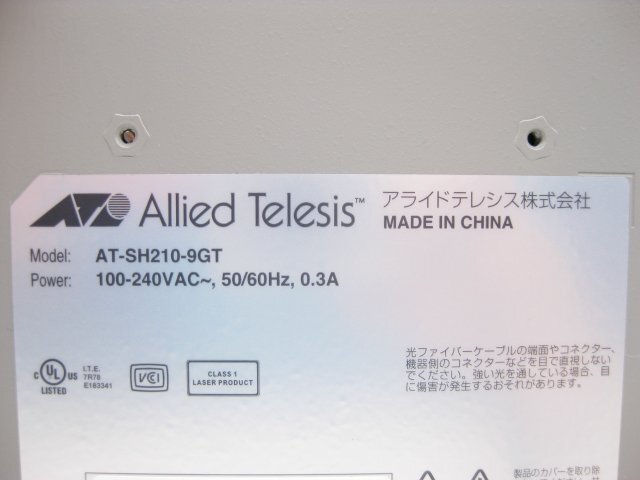 Allied Telesis™
アライドテレシス株式会社
MADE IN CHINA
Model: AT-SH210-9GT
Power: 100-240VAC~, 50/60Hz, 0.3A
c UL US
LISTED
I.T.E.
7R78
E183341
VCI
CLASS 1
LASER PRODUCT
光ファイバーケーブルの端面やコネクター、
機器側のコネクターなどを目で直視しない
でください。強い光を通している場合、目
に傷害が発生するおそれがあります。
製品のカバーを取り除